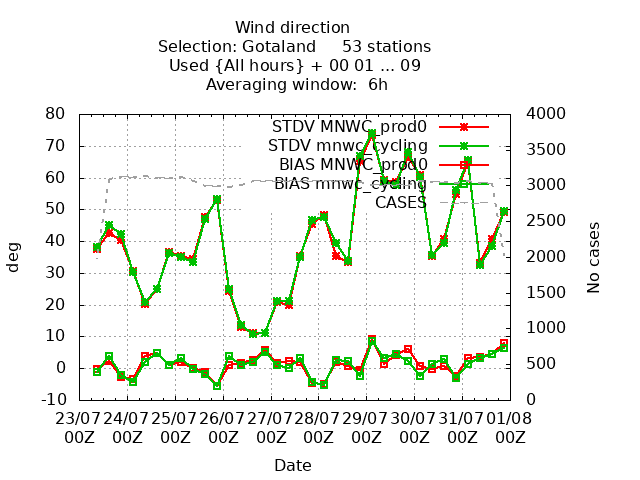 Wind direction
Selection: Gotaland 53 stations
Used {All hours} + 00 01 ... 09
Averaging window: 6h
80 4000
STDV MNWC_prod0
70 3500
STDV mnwc_cycling
BIAS MNWC_prod0
60 3000
BIAS mnwc_cycling
CASES
50 2500
40 2000
30 1500
20 1000
10
0 500
-10 0
deg
No cases
23/07 24/07 25/07 26/07 27/07 28/07 29/07 30/07 31/07 01/08
00Z 00Z 00Z 00Z 00Z 00Z 00Z 00Z 00Z 00Z
Date